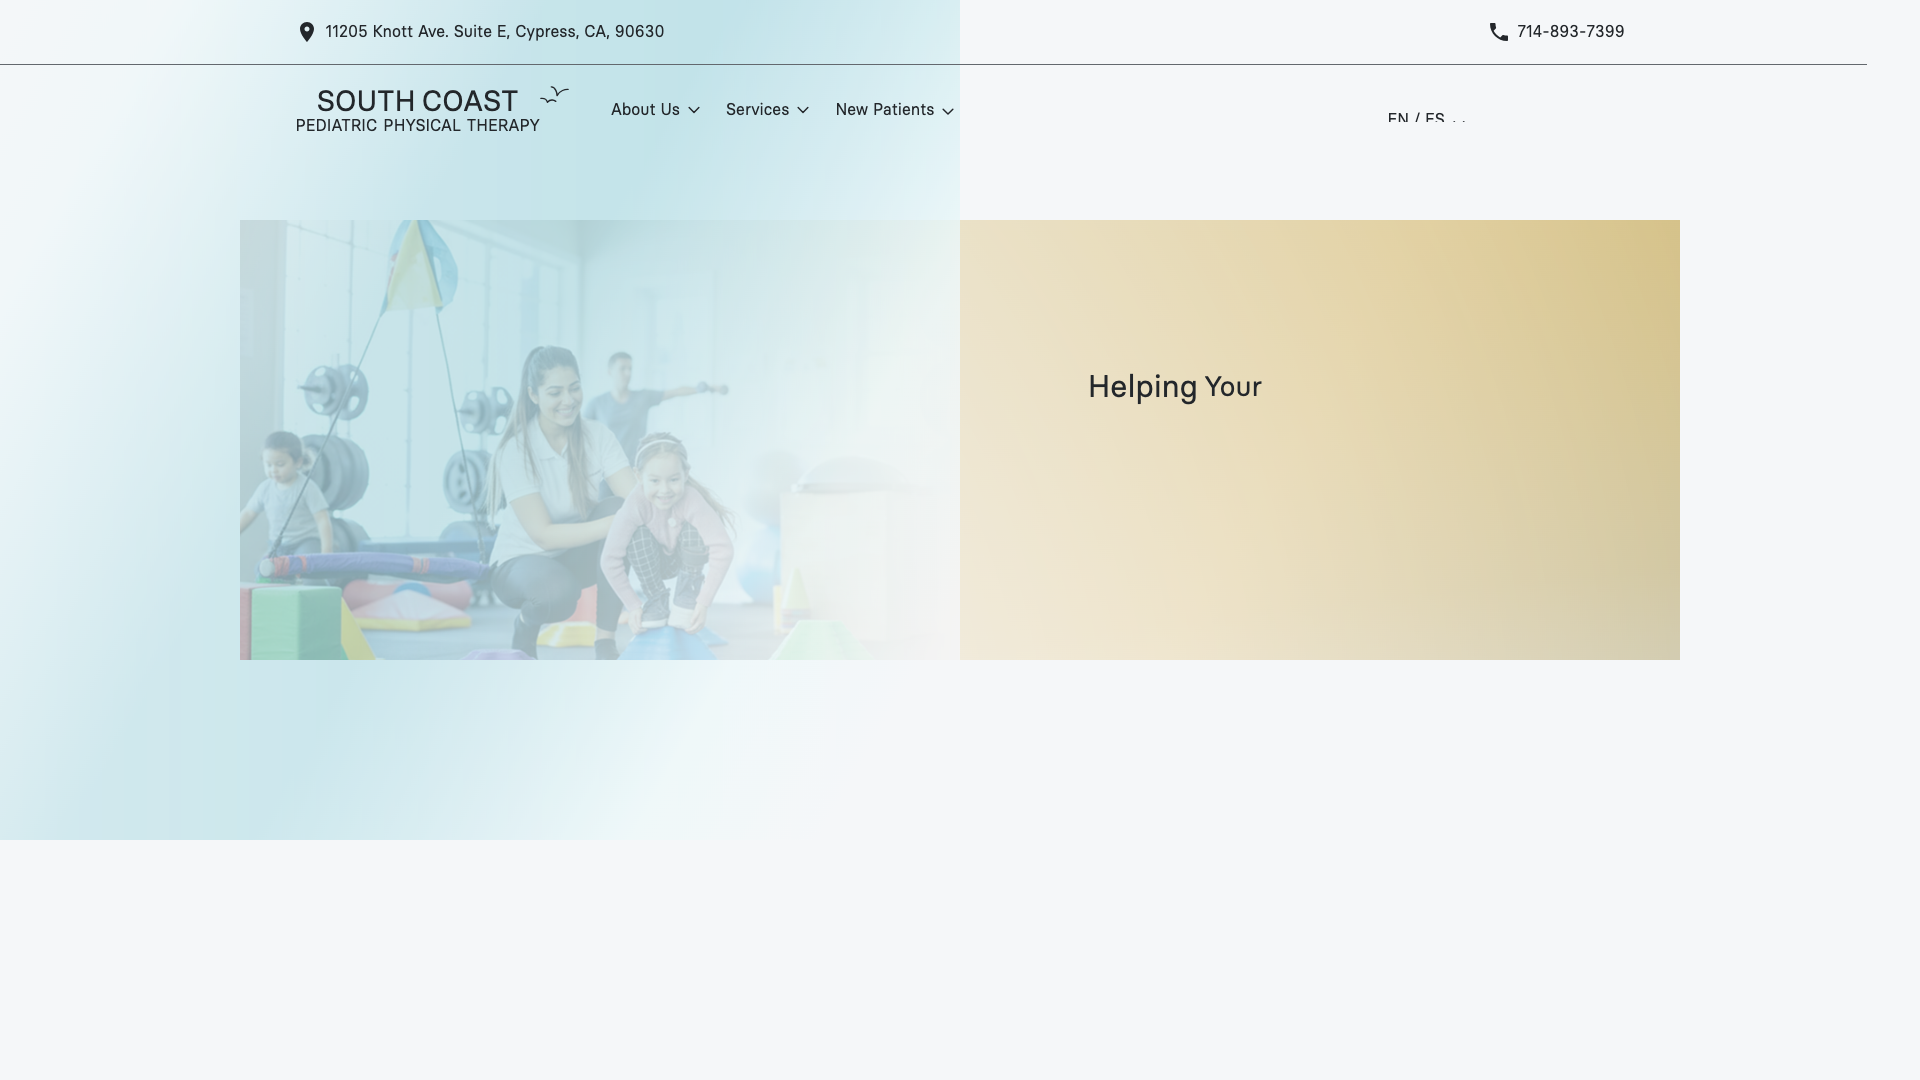 11205 Knott Ave. Suite E, Cypress, CA, 90630
714-893-7399
SOUTH COAST
PEDIATRIC PHYSICAL THERAPY
About Us
Services
New Patients
EN / ES
Helping Your